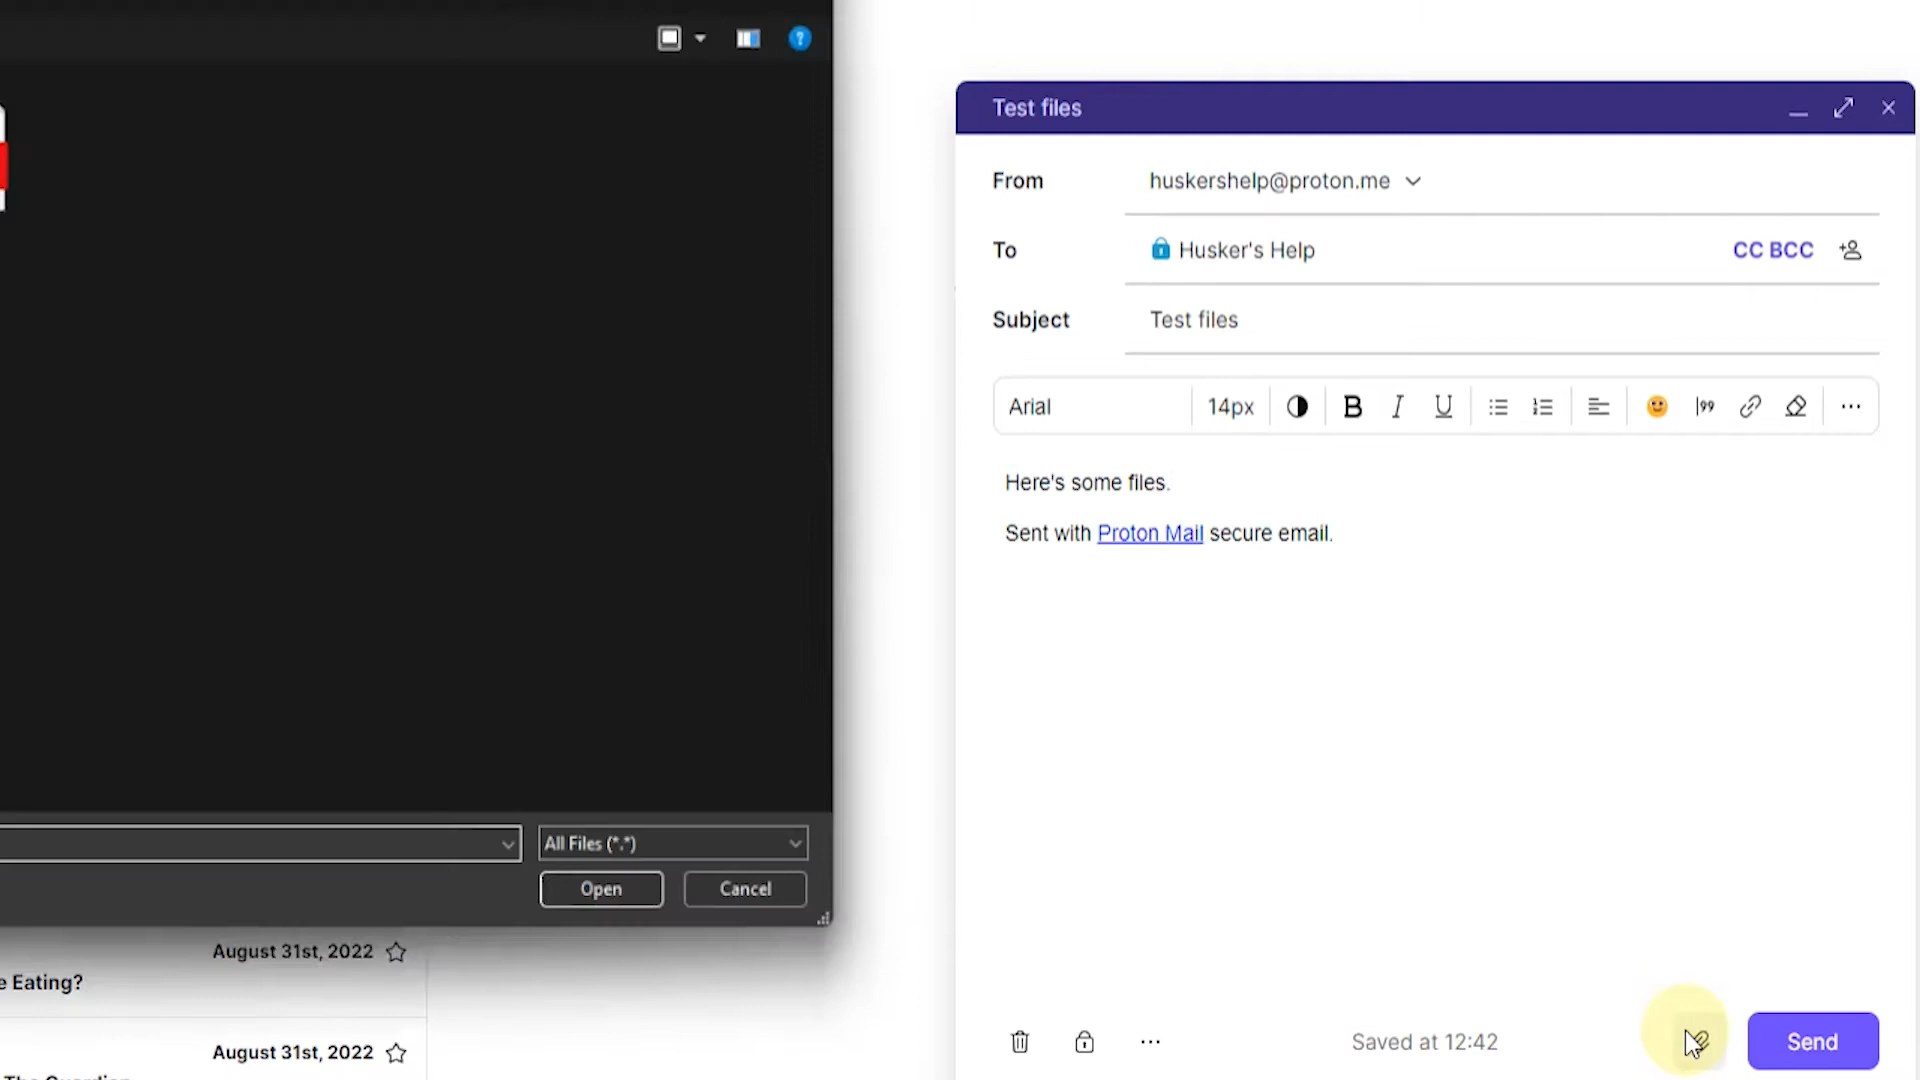 Test files
From huskershelp@proton.me
To Husker's Help CC BCC
Subject Test files
Arial 14px B I U
Here's some files.
Sent with Proton Mail secure email.
All Files (*.*)
Open Cancel
August 31st, 2022
e Eating?
August 31st, 2022
Saved at 12:42 Send